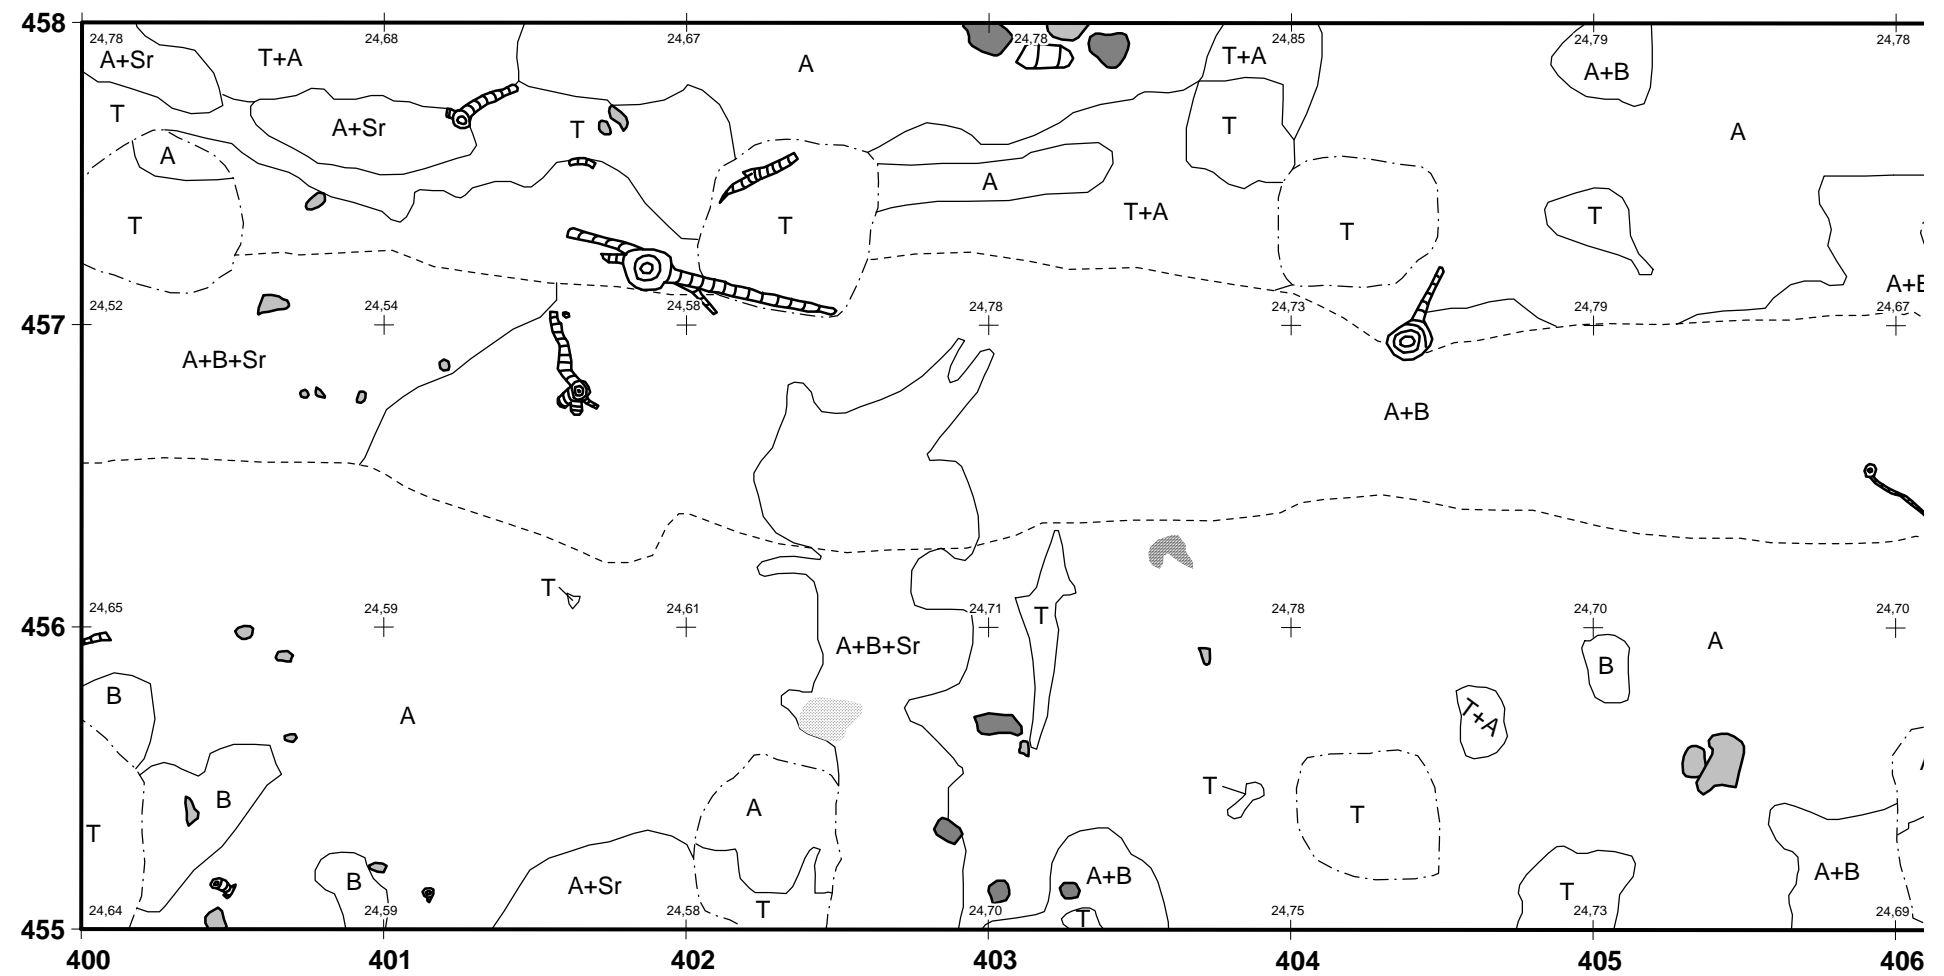 458
24,78
24,68
24,67
24,78
24,85
24,79
24,78
A+Sr
T+A
A
T+A
A+B
T
A+Sr
T
T
A
A
A
T
T
T+A
T
T
A+B
24,52
24,54
24,58
24,78
24,73
24,79
24,67
457
A+B+Sr
A+B
T
24,65
24,59
24,61
24,71
24,78
24,70
24,70
T
456
A+B+Sr
A
B
B
A
T+A
T
B
A
T
T
A+B
A+Sr
A+B
B
T
T
T
24,64
24,59
24,58
24,70
24,75
24,73
24,69
455
400
401
402
403
404
405
406